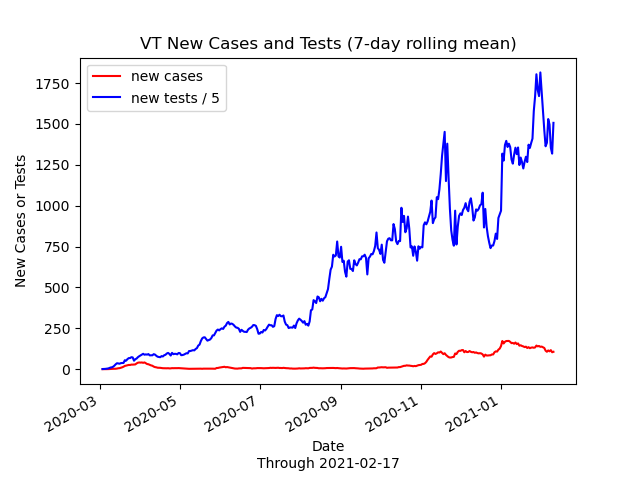 VT New Cases and Tests (7-day rolling mean)
new cases
new tests / 5
New Cases or Tests
1750
1500
1250
1000
750
500
250
0
2020-03
2020-05
2020-07
2020-09
2020-11
2021-01
Date
Through 2021-02-17